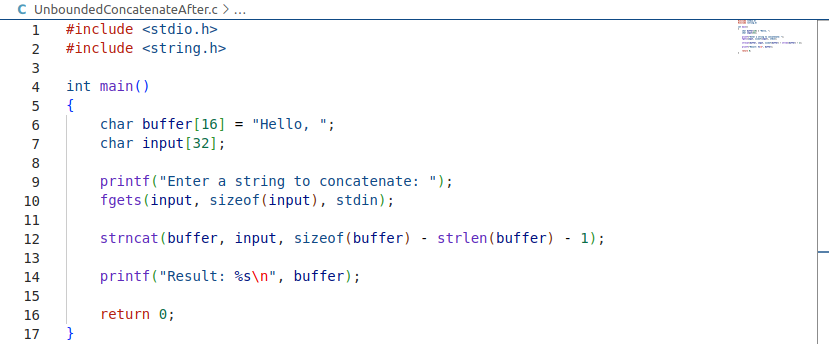 C UnboundedConcatenateAfter.c > ...
1 #include <stdio.h>
2 #include <string.h>
3
4 int main()
5 {
6     char buffer[16] = "Hello, ";
7     char input[32];
8
9     printf("Enter a string to concatenate: ");
10     fgets(input, sizeof(input), stdin);
11
12     strncat(buffer, input, sizeof(buffer) - strlen(buffer) - 1);
13
14     printf("Result: %s\n", buffer);
15
16     return 0;
17 }